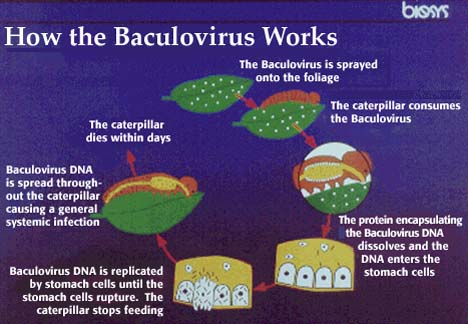 biosys
How the Baculovirus Works
The Baculovirus is sprayed
onto the foliage
The caterpillar consumes
the Baculovirus
The protein encapsulating
the Baculovirus DNA
dissolves and the
DNA enters the
stomach cells
Baculovirus DNA is replicated
by stomach cells until the
stomach cells rupture. The
caterpillar stops feeding
Baculovirus DNA
is spread through-
out the caterpillar
causing a general
systemic infection
The caterpillar
dies within days